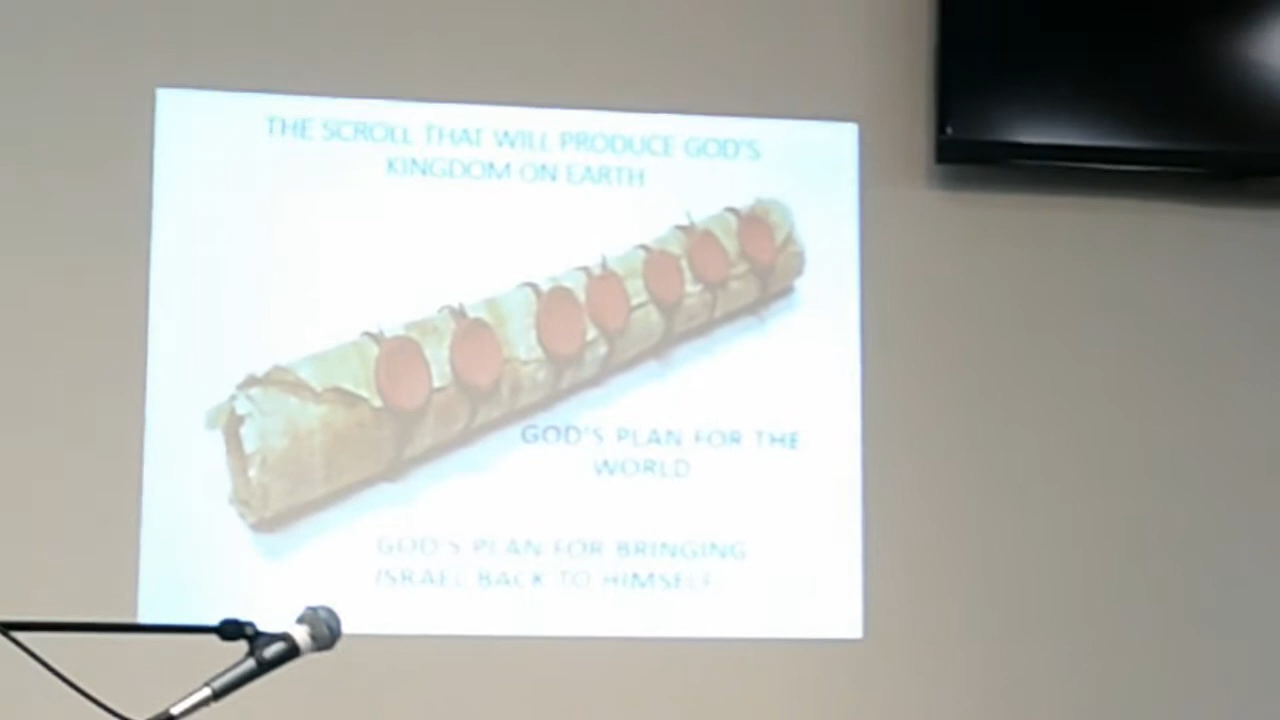 THE SCROLL THAT WILL PRODUCE GOD'S
KINGDOM ON EARTH
GOD'S PLAN FOR THE
WORLD
GOD'S PLAN FOR BRINGING
ISRAEL BACK TO HIMSELF